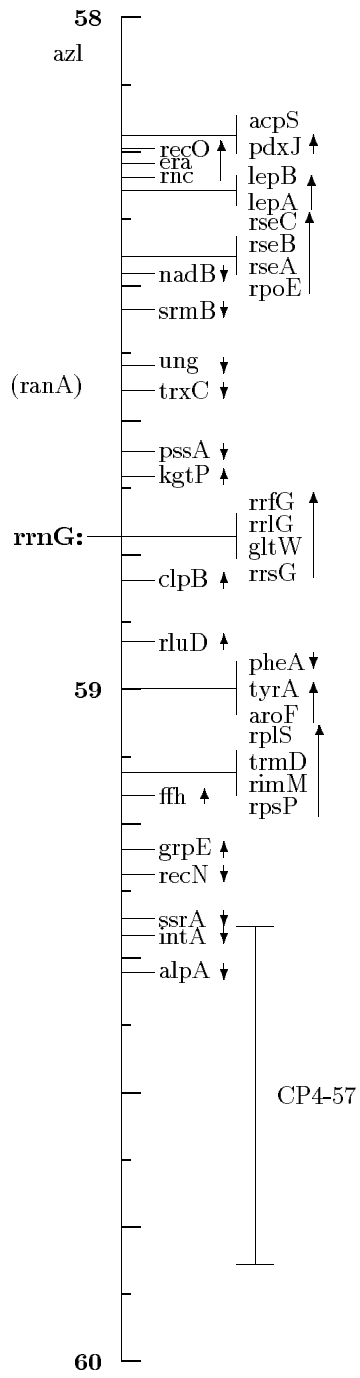 58
azl
acpS
pdxJ
recO
era
rnc
lepB
lepA
rseC
rseB
rseA
rpoE
nadB
srmB
ung
trxC
(ranA)
pssA
kgtP
rrnG:
rrfG
rrlG
gltW
rrsG
clpB
rluD
59
pheA
tyrA
aroF
rplS
trmD
rimM
rpsP
ffh
grpE
recN
ssrA
intA
alpA
CP4-57
60